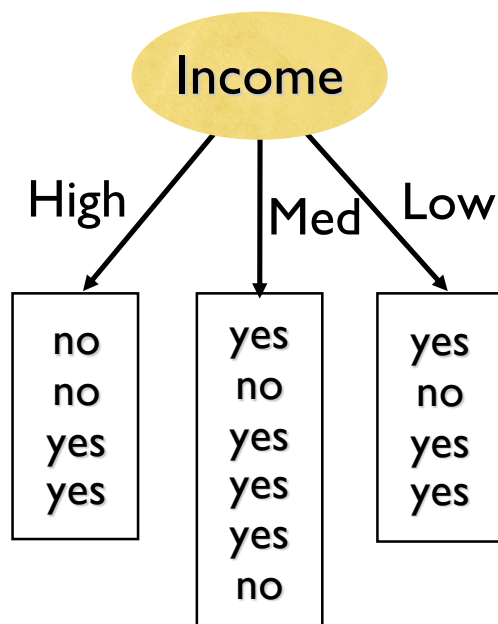 Income
High
Med
Low
no
no
yes
yes
yes
no
yes
yes
yes
no
yes
no
yes
yes